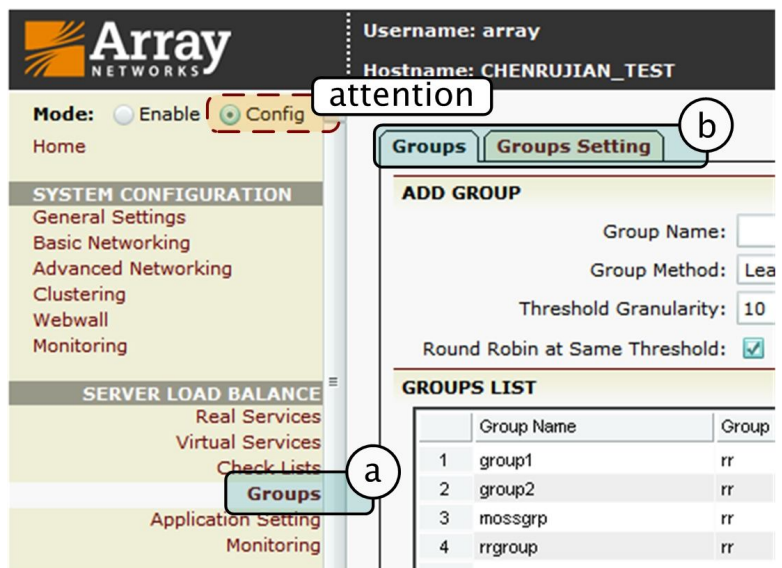 Array
NETWORKS
Username: array
Hostname: CHENRUJIAN_TEST
Mode: Enable Config
attention
Home
SYSTEM CONFIGURATION
General Settings
Basic Networking
Advanced Networking
Clustering
Webwall
Monitoring
SERVER LOAD BALANCE
Real Services
Virtual Services
Check Lists
Groups
a
Application Setting
Monitoring
Groups Groups Setting
b
ADD GROUP
Group Name:
Group Method: Lea
Threshold Granularity: 10
Round Robin at Same Threshold:
GROUPS LIST
Group Name Group
1 group1 rr
2 group2 rr
3 mossgrp rr
4 rrgroup rr